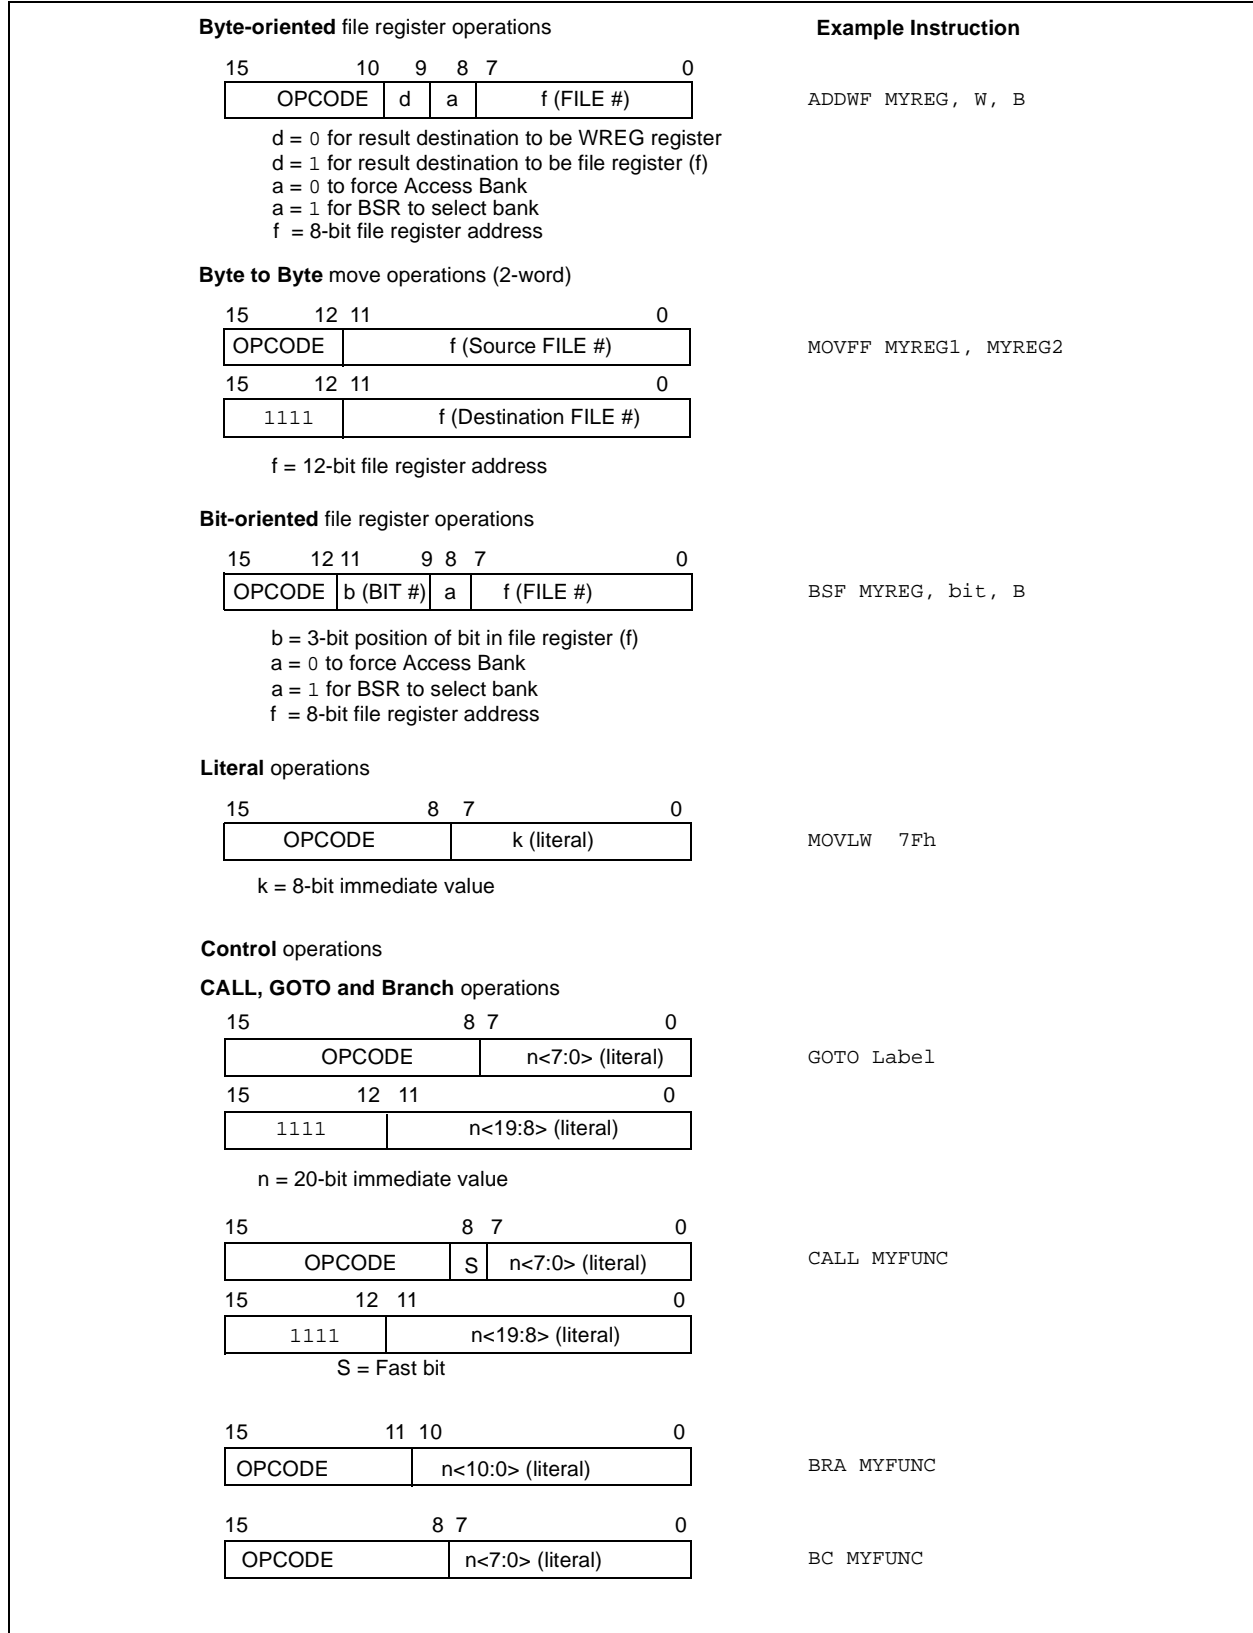 Byte-oriented file register operations Example Instruction
15 10 9 8 7 0
OPCODE d a f (FILE #) ADDWF MYREG, W, B
d = 0 for result destination to be WREG register
d = 1 for result destination to be file register (f)
a = 0 to force Access Bank
a = 1 for BSR to select bank
f = 8-bit file register address
Byte to Byte move operations (2-word)
15 12 11 0
OPCODE f (Source FILE #) MOVFF MYREG1, MYREG2
15 12 11 0
1111 f (Destination FILE #)
f = 12-bit file register address
Bit-oriented file register operations
15 12 11 9 8 7 0
OPCODE b (BIT #) a f (FILE #) BSF MYREG, bit, B
b = 3-bit position of bit in file register (f)
a = 0 to force Access Bank
a = 1 for BSR to select bank
f = 8-bit file register address
Literal operations
15 8 7 0
OPCODE k (literal) MOVLW 7Fh
k = 8-bit immediate value
Control operations
CALL, GOTO and Branch operations
15 8 7 0
OPCODE n<7:0> (literal) GOTO Label
15 12 11 0
1111 n<19:8> (literal)
n = 20-bit immediate value
15 8 7 0
OPCODE S n<7:0> (literal) CALL MYFUNC
15 12 11 0
1111 n<19:8> (literal)
S = Fast bit
15 11 10 0
OPCODE n<10:0> (literal) BRA MYFUNC
15 8 7 0
OPCODE n<7:0> (literal) BC MYFUNC